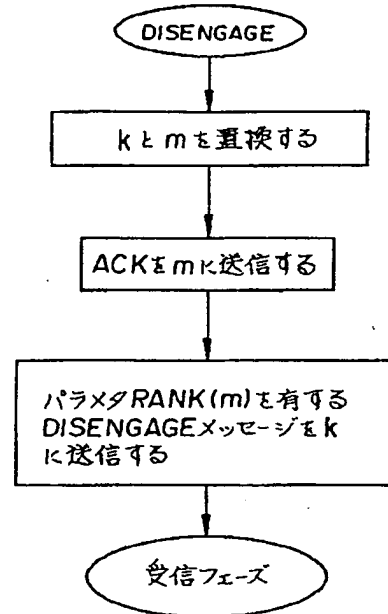 DISENGAGE
kとmを置換する
ACKをmに送信する
パラメタRANK(m)を有する
DISENGAGEメッセージをk
に送信する
受信フェーズ